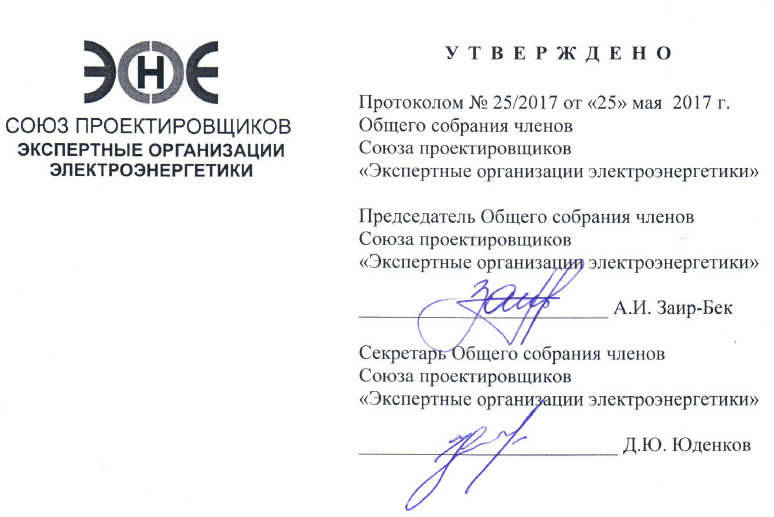 ЭНЕ
СОЮЗ ПРОЕКТИРОВЩИКОВ
ЭКСПЕРТНЫЕ ОРГАНИЗАЦИИ
ЭЛЕКТРОЭНЕРГЕТИКИ
У Т В Е Р Ж Д Е Н О
Протоколом № 25/2017 от «25» мая 2017 г.
Общего собрания членов
Союза проектировщиков
«Экспертные организации электроэнергетики»
Председатель Общего собрания членов
Союза проектировщиков
«Экспертные организации электроэнергетики»
А.И. Заир-Бек
Секретарь Общего собрания членов
Союза проектировщиков
«Экспертные организации электроэнергетики»
Д.Ю. Юденков